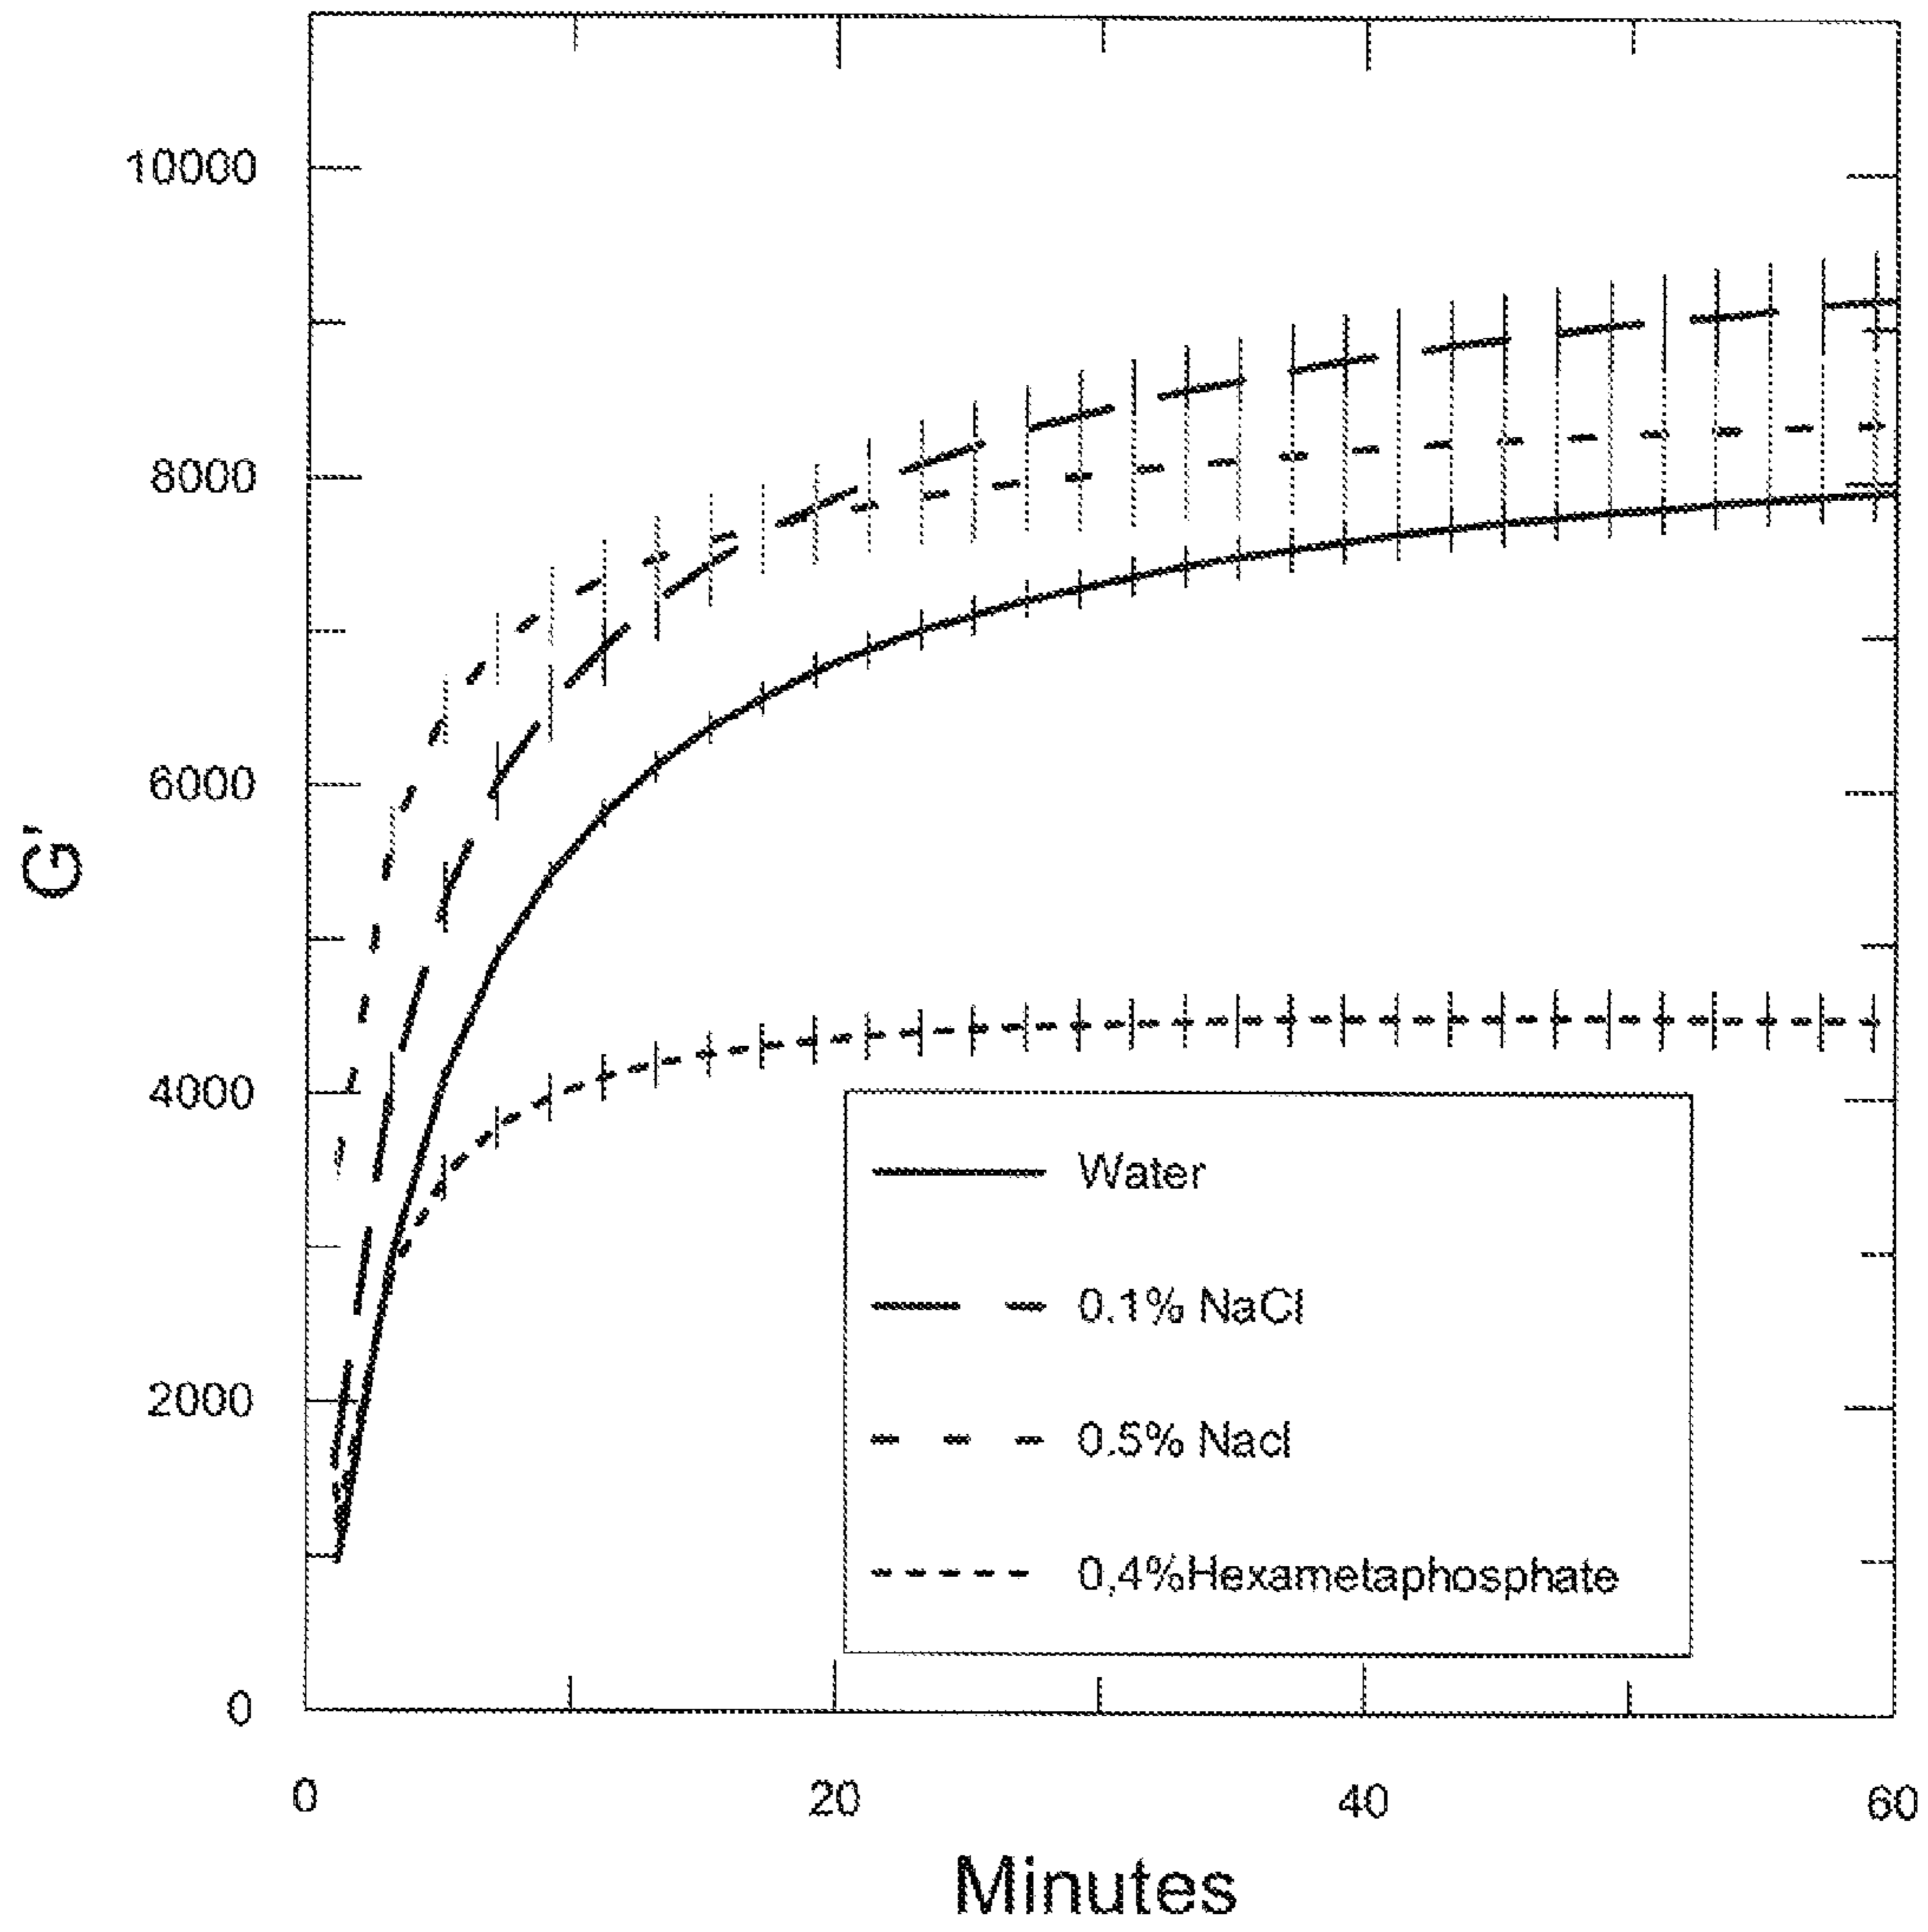 10000
8000
6000
4000
2000
0
G'
Water
0.1% NaCl
0.5% Nacl
0,4%Hexametaphosphate
0
20
40
60
Minutes